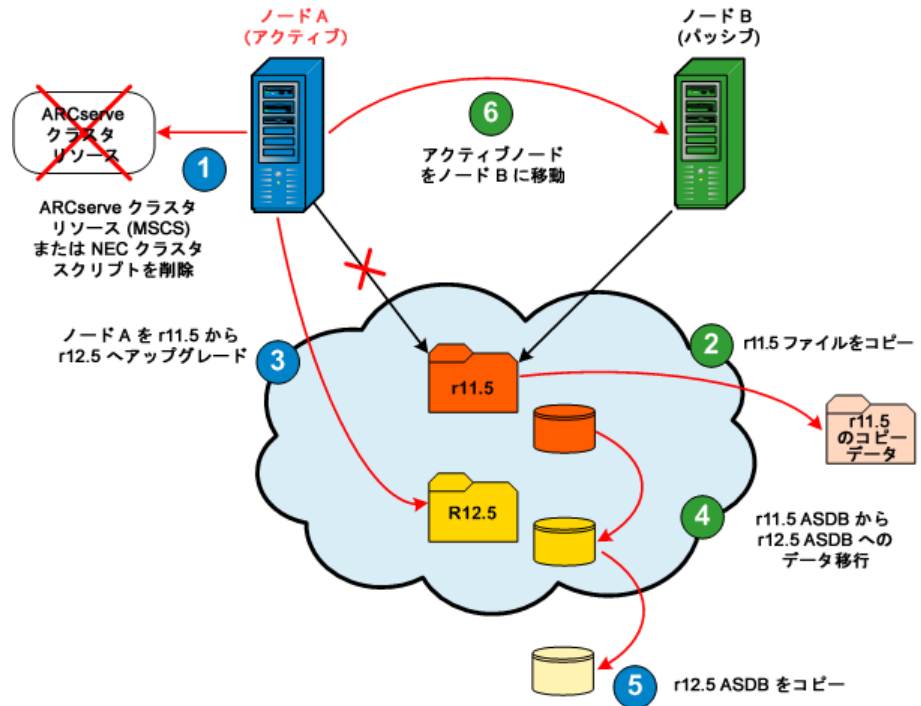 ノード A
(アクティブ)
ノード B
(パッシブ)
ARCserve
クラスタ
リソース
1
6
アクティブノード
をノード B に移動
ARCserve クラスタ
リソース (MSCS)
または NEC クラスタ
スクリプトを削除
ノード A を r11.5 から
r12.5 へアップグレード
3
2
r11.5 ファイルをコピー
r11.5
r11.5
のコピー
データ
R12.5
4
r11.5 ASDB から
r12.5 ASDB への
データ移行
5
r12.5 ASDB をコピー